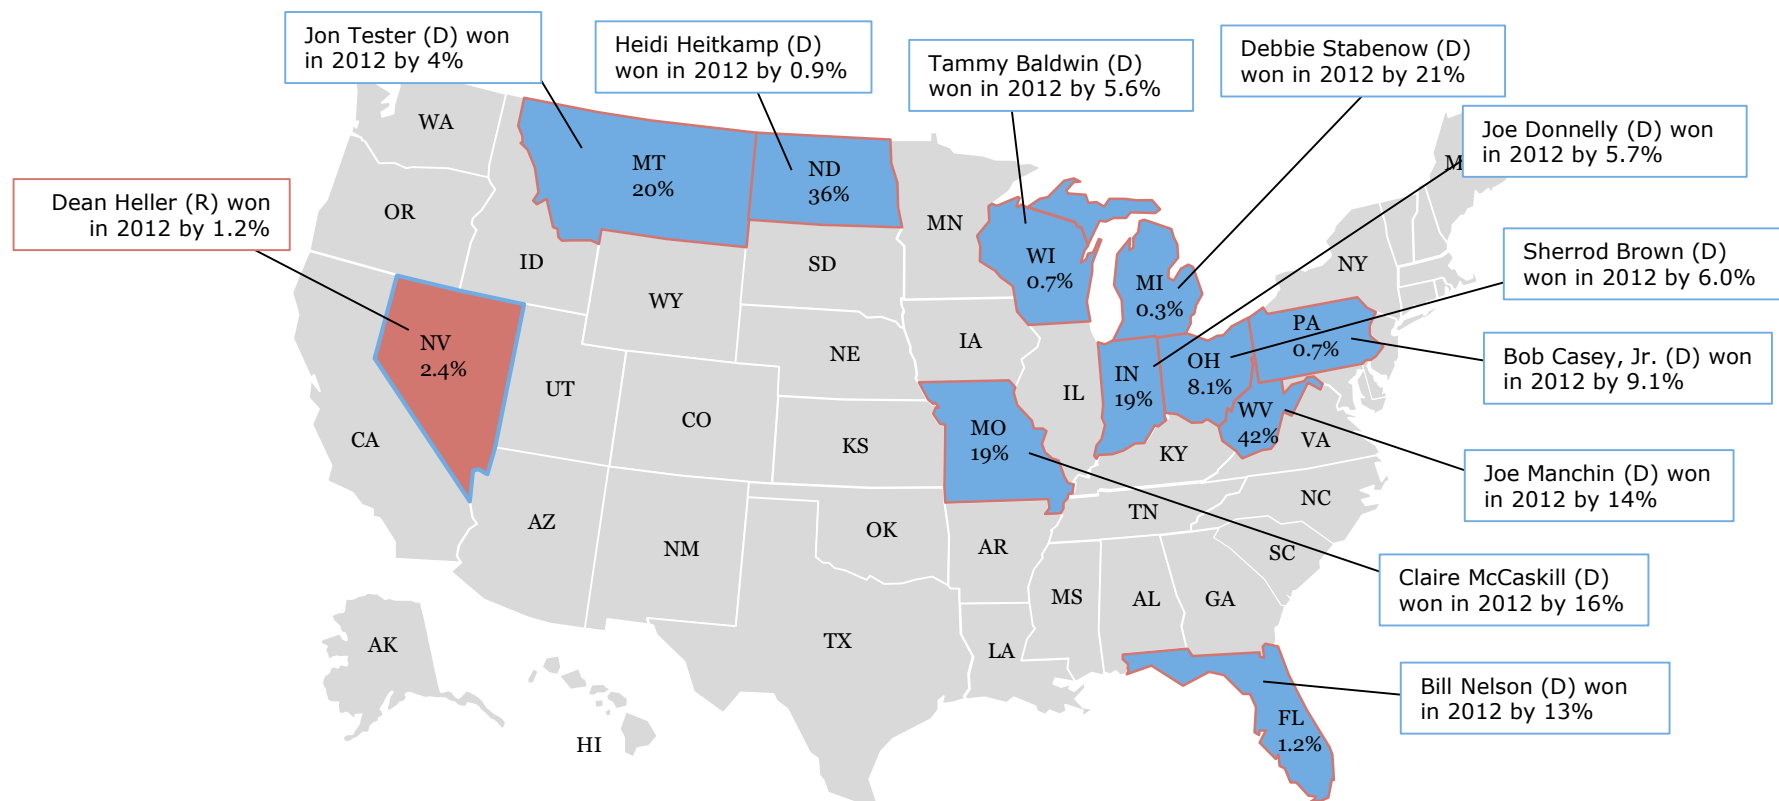 Jon Tester (D) won
in 2012 by 4%
Heidi Heitkamp (D)
won in 2012 by 0.9%
Tammy Baldwin (D)
won in 2012 by 5.6%
Debbie Stabenow (D)
won in 2012 by 21%
Joe Donnelly (D) won
in 2012 by 5.7%
Dean Heller (R) won
in 2012 by 1.2%
Sherrod Brown (D)
won in 2012 by 6.0%
Bob Casey, Jr. (D) won
in 2012 by 9.1%
Joe Manchin (D) won
in 2012 by 14%
Claire McCaskill (D)
won in 2012 by 16%
Bill Nelson (D) won
in 2012 by 13%
WA
MT
20%
ND
36%
OR
MN
ID
SD
WI
0.7%
MI
0.3%
NY
WY
NV
2.4%
IA
NE
PA
0.7%
OH
8.1%
IN
19%
UT
IL
CO
WV
42%
CA
MO
19%
KS
VA
KY
NC
AZ
NM
OK
TN
AR
SC
MS
AL
GA
AK
TX
LA
FL
1.2%
HI